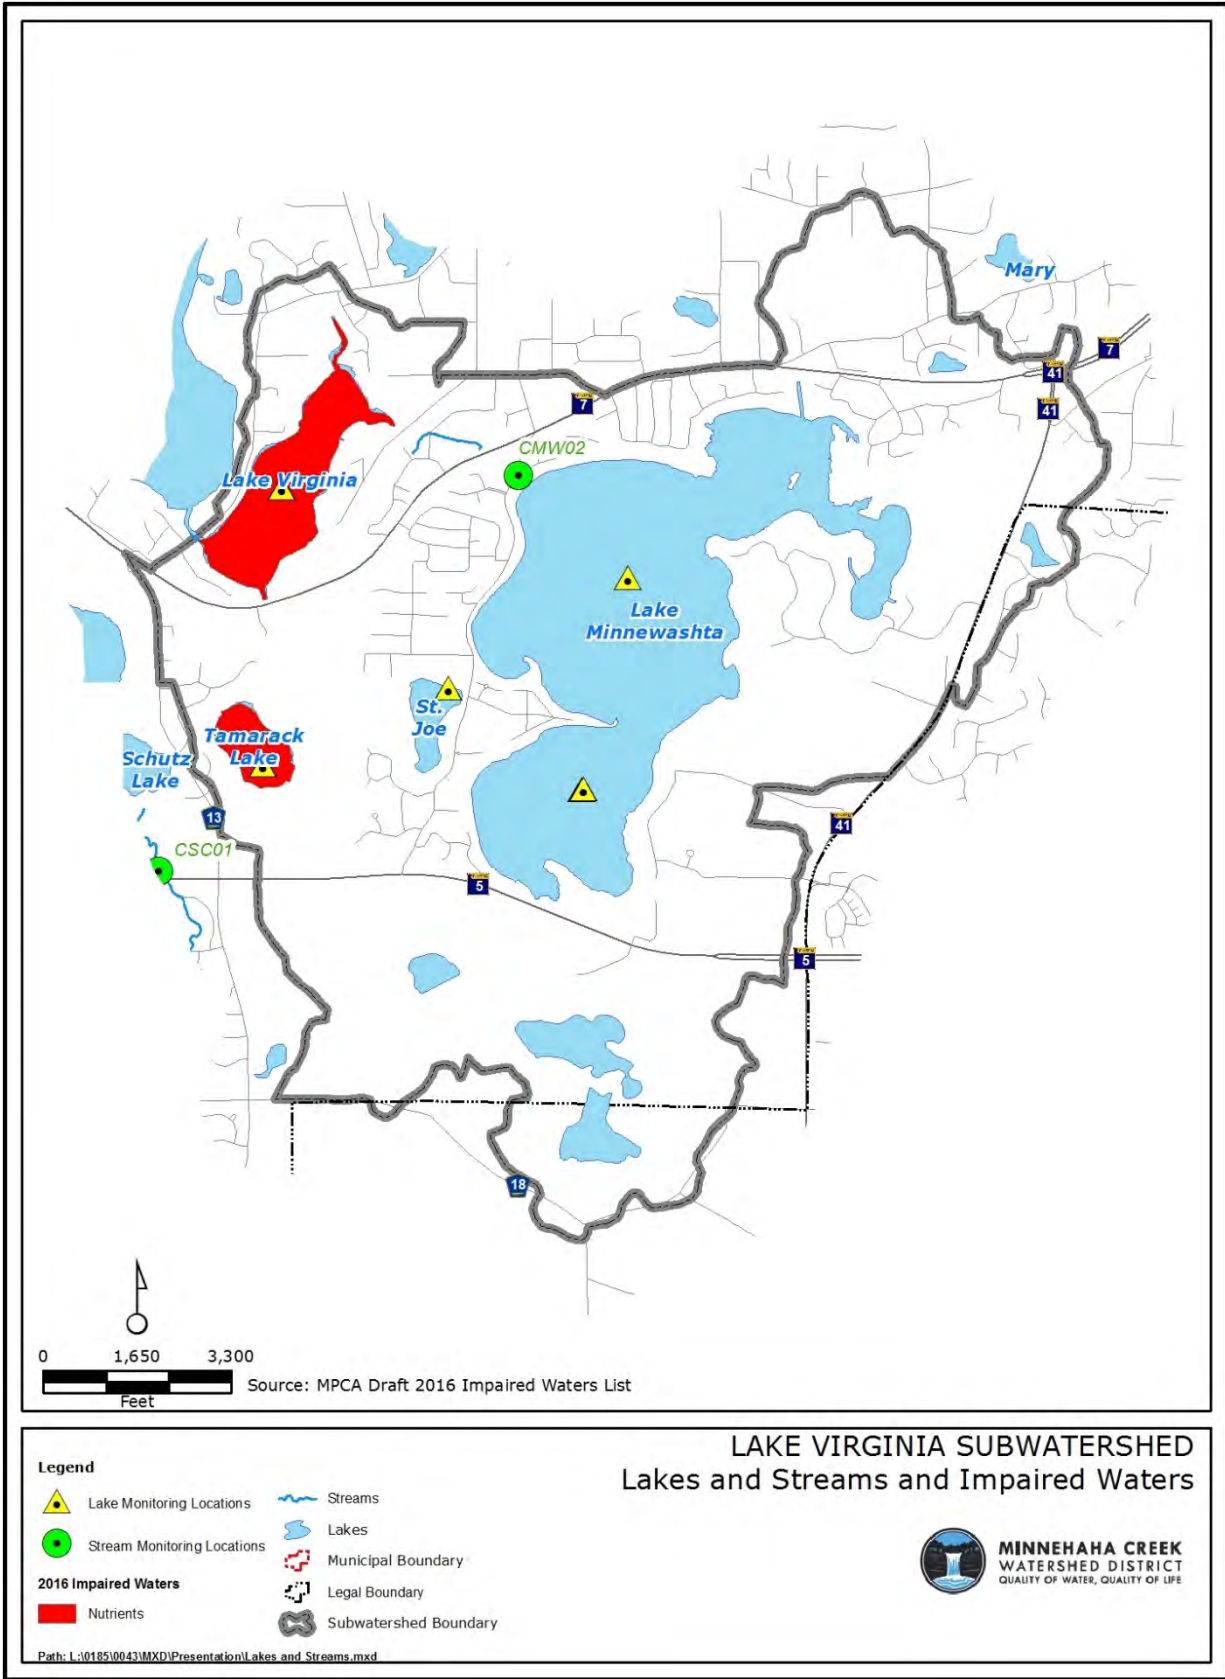 Mary
7
41
41
7
CMW02
Lake Virginia
Lake
Minnewashta
St.
Joe
Tamarack
Lake
Schutz
Lake
13
41
CSC01
5
5
18
0 1,650 3,300
Feet
Source: MPCA Draft 2016 Impaired Waters List
LAKE VIRGINIA SUBWATERSHED
Lakes and Streams and Impaired Waters
Legend
Lake Monitoring Locations
Stream Monitoring Locations
2016 Impaired Waters
Nutrients
Streams
Lakes
Municipal Boundary
Legal Boundary
Subwatershed Boundary
MINNEHAHA CREEK
WATERSHED DISTRICT
QUALITY OF WATER, QUALITY OF LIFE
Path: L:\0185\0043\MXD\Presentation\Lakes and Streams.mxd